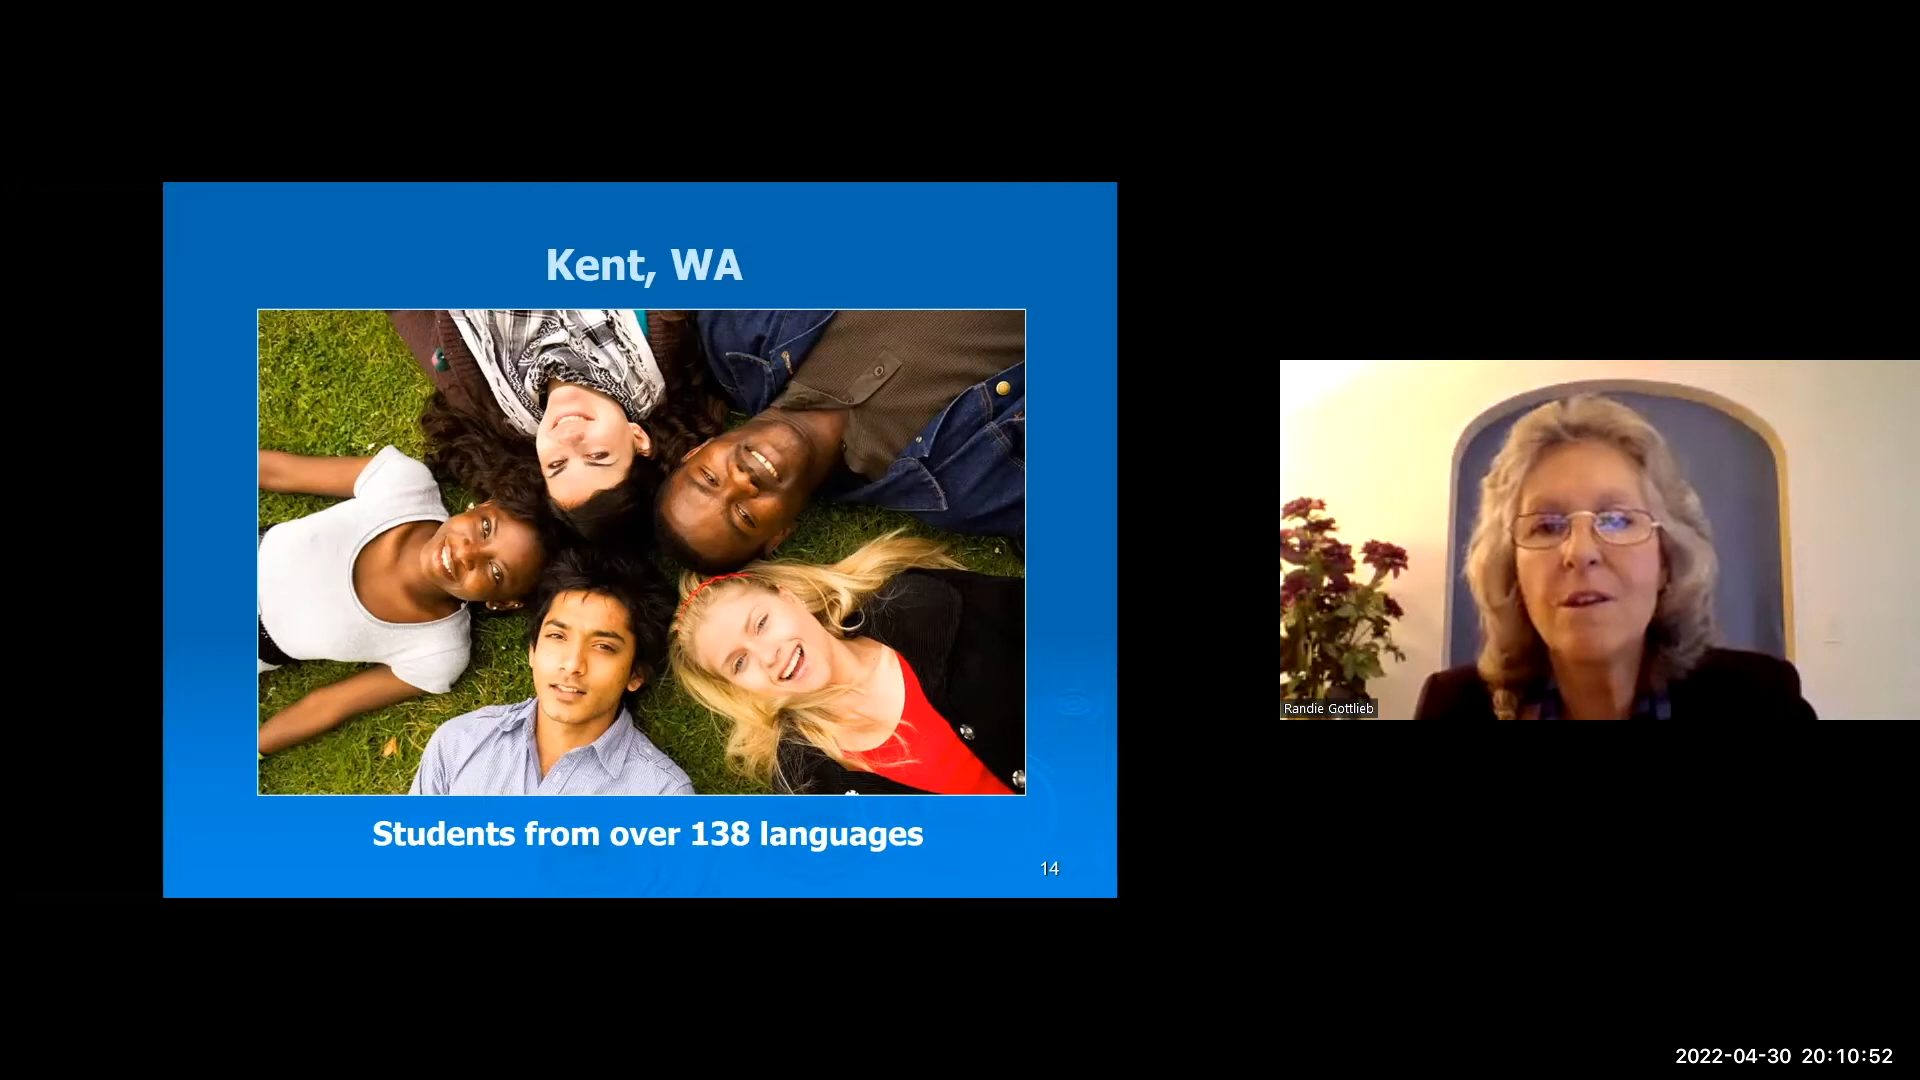 Kent, WA
Students from over 138 languages
14
Randie Gottlieb
2022-04-30 20:10:52